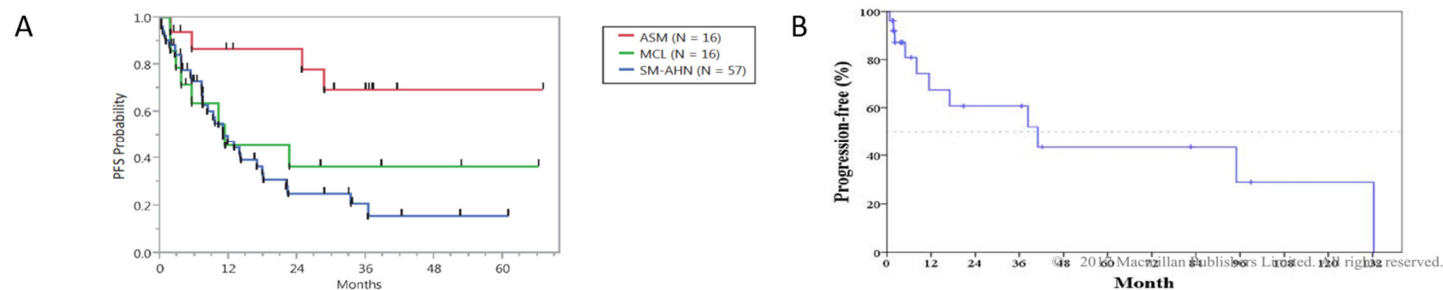 A
1.0
0.8
0.6
0.4
0.2
0.0
PFS Probability
0 12 24 36 48 60
Months
ASM (N = 16)
MCL (N = 16)
SM-AHN (N = 57)
B
100
80
60
40
20
0
Progression-free (%)
0 12 24 36 48 60 72 84 96 108 120 132
Macmillan Publishers Limited. All rights reserved.
Month